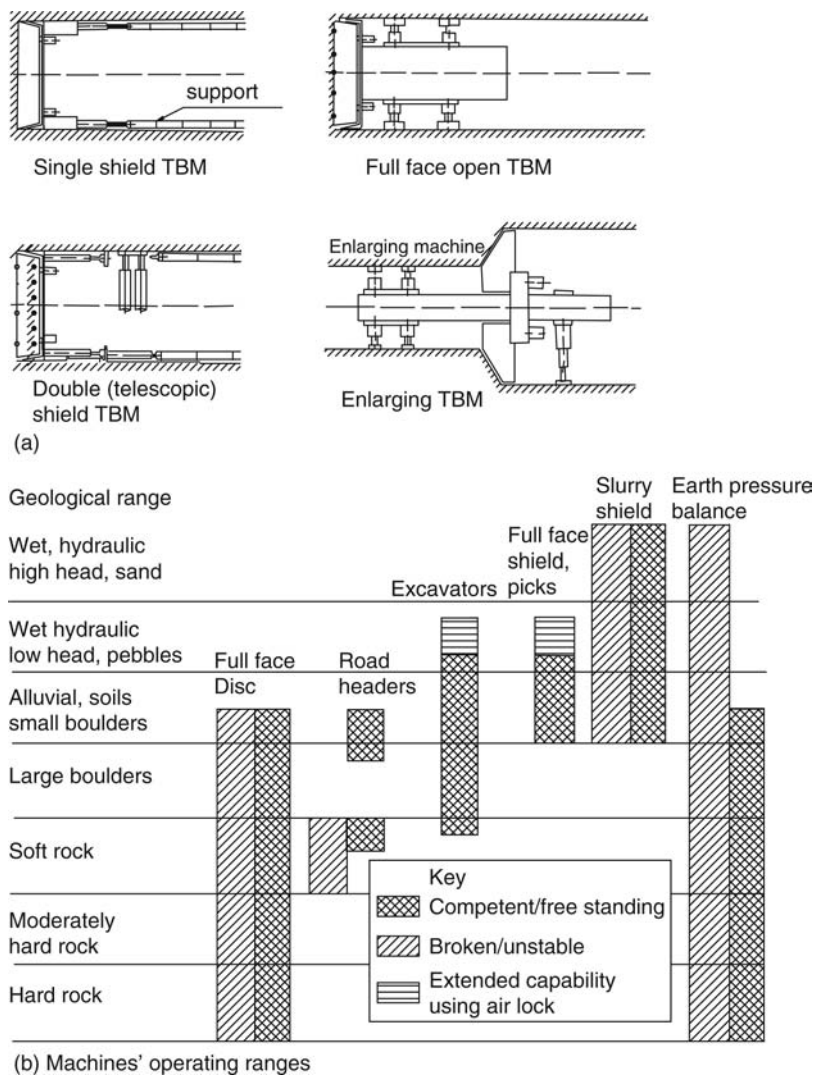 support
Single shield TBM
Full face open TBM
Enlarging machine
Double (telescopic)
shield TBM
Enlarging TBM
(a)
Geological range
Slurry
shield
Earth pressure
balance
Wet, hydraulic
high head, sand
Full face
shield,
picks
Excavators
Wet hydraulic
low head, pebbles
Full face
Disc
Road
headers
Alluvial, soils
small boulders
Large boulders
Soft rock
Key
Competent/free standing
Moderately
hard rock
Broken/unstable
Hard rock
Extended capability
using air lock
(b) Machines' operating ranges